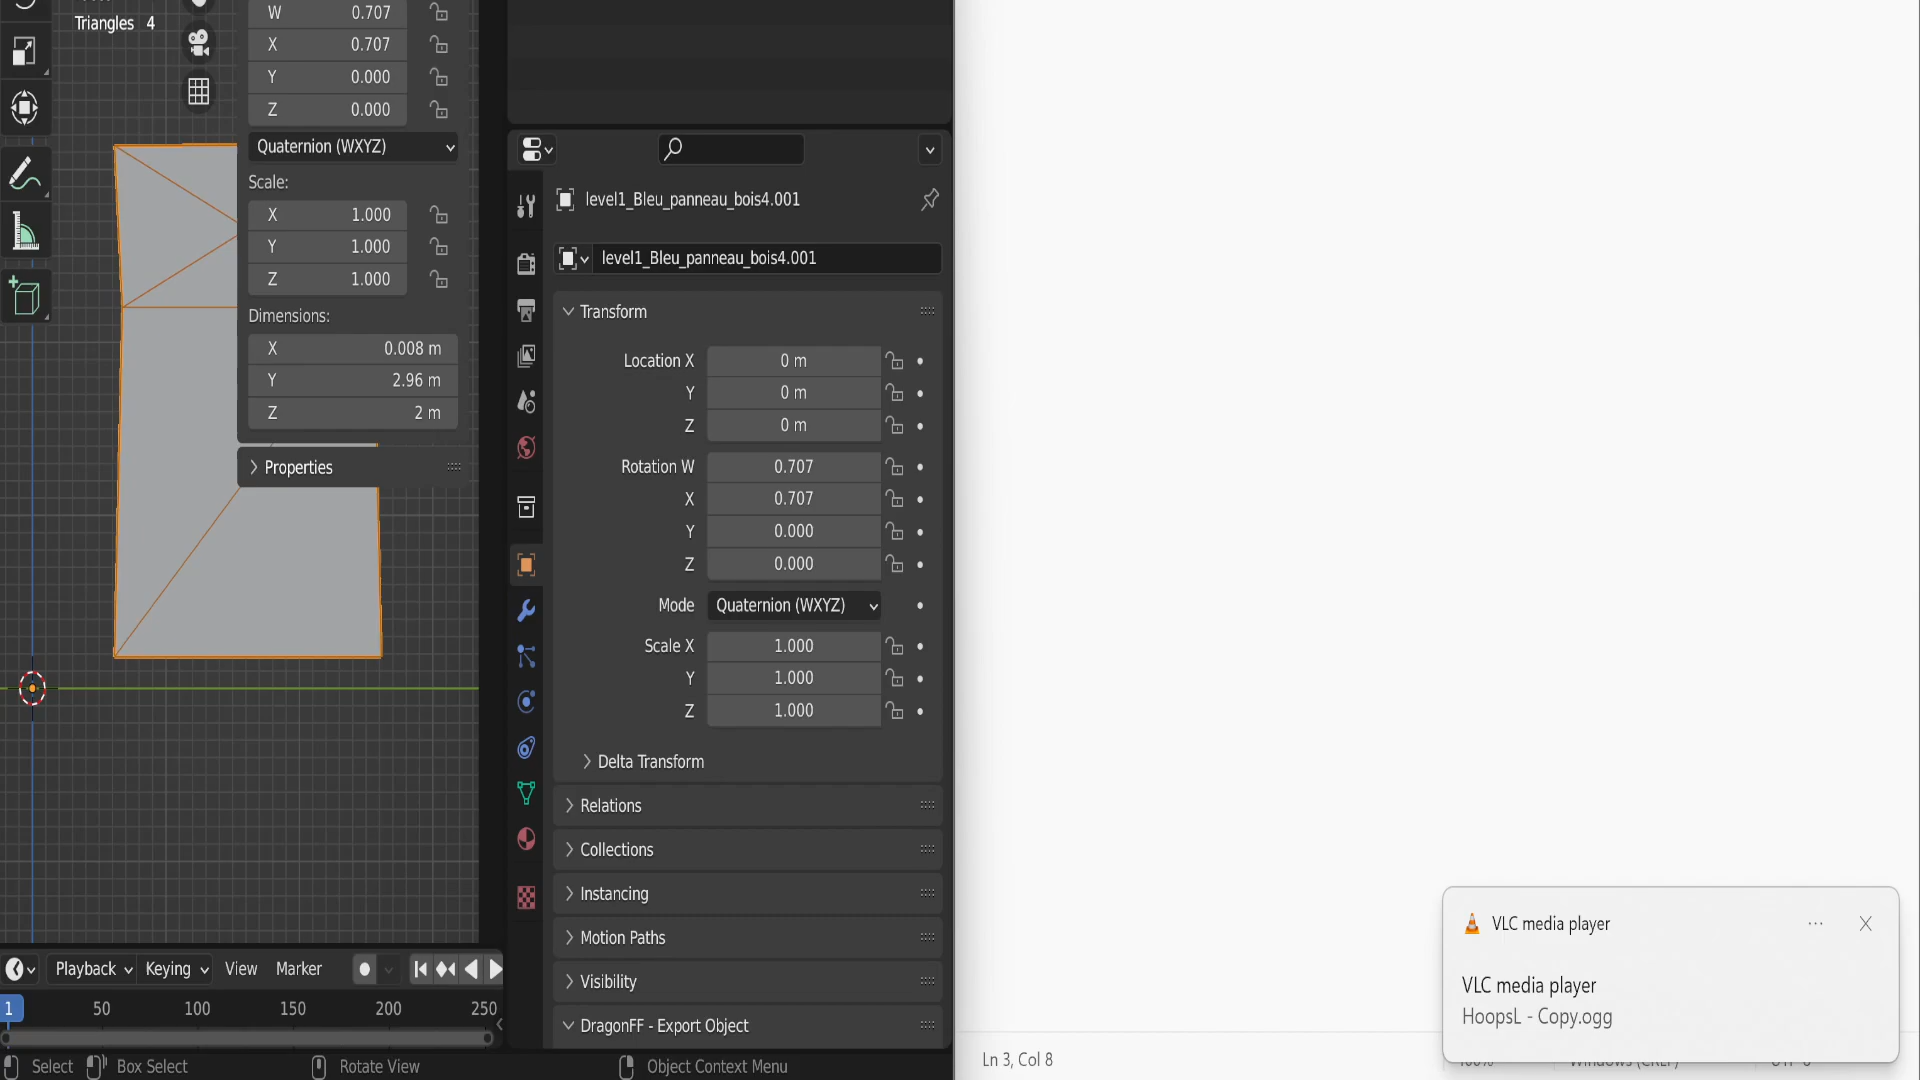 Triangles 4
W 0.707
X 0.707
Y 0.000
Z 0.000
Quaternion (WXYZ)
Scale:
X 1.000
Y 1.000
Z 1.000
Dimensions:
X 0.008 m
Y 2.96 m
Z 2 m
Properties
level1_Bleu_panneau_bois4.001
level1_Bleu_panneau_bois4.001
Transform
Location X 0 m
Y 0 m
Z 0 m
Rotation W 0.707
X 0.707
Y 0.000
Z 0.000
Mode Quaternion (WXYZ)
Scale X 1.000
Y 1.000
Z 1.000
Delta Transform
Relations
Collections
Instancing
Motion Paths
Visibility
DragonFF - Export Object
Playback Keying View Marker
1 50 100 150 200 250
Select Box Select Rotate View Object Context Menu
Ln 3, Col 8
VLC media player
VLC media player
HoopsL - Copy.ogg